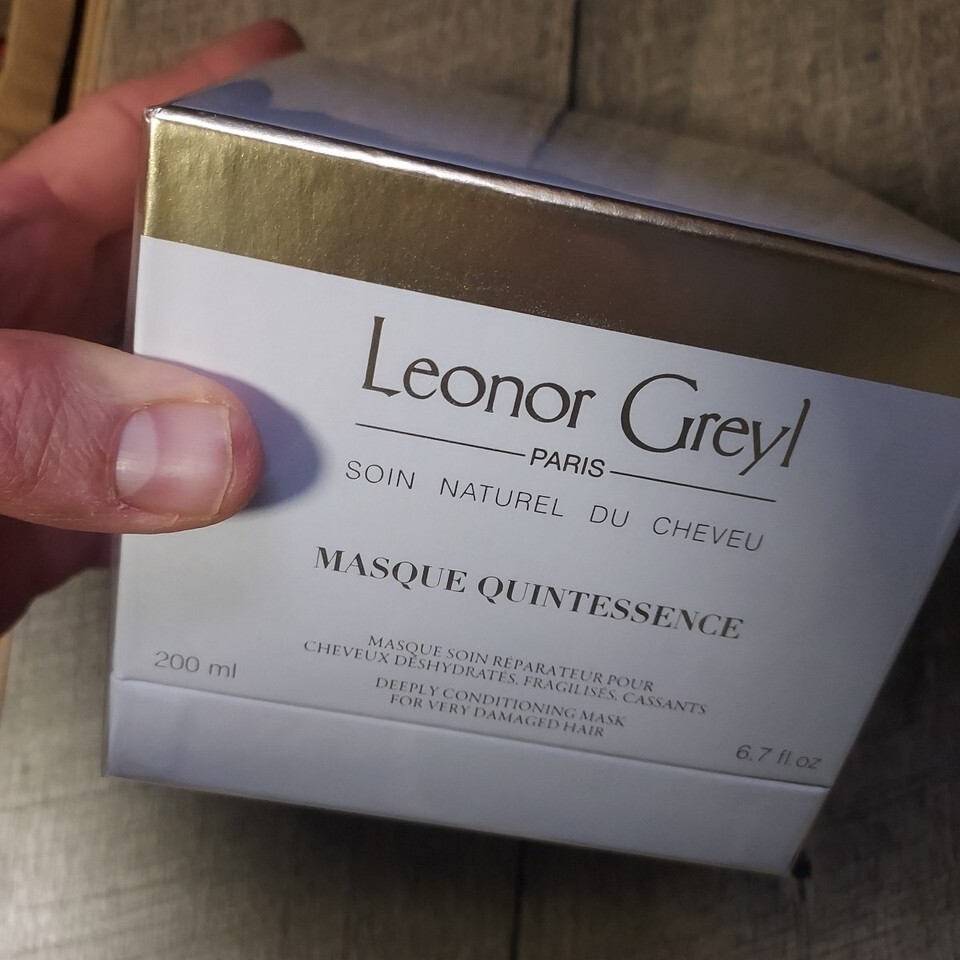 Leonor Greyl
PARIS
SOIN NATUREL DU CHEVEU
MASQUE QUINTESSENCE
MASQUE SOIN RÉPARATEUR POUR
CHEVEUX DÉSHYDRATÉS, FRAGILISÉS, CASSANTS
DEEPLY CONDITIONING MASK
FOR VERY DAMAGED HAIR
200 ml
6.7 fl.oz